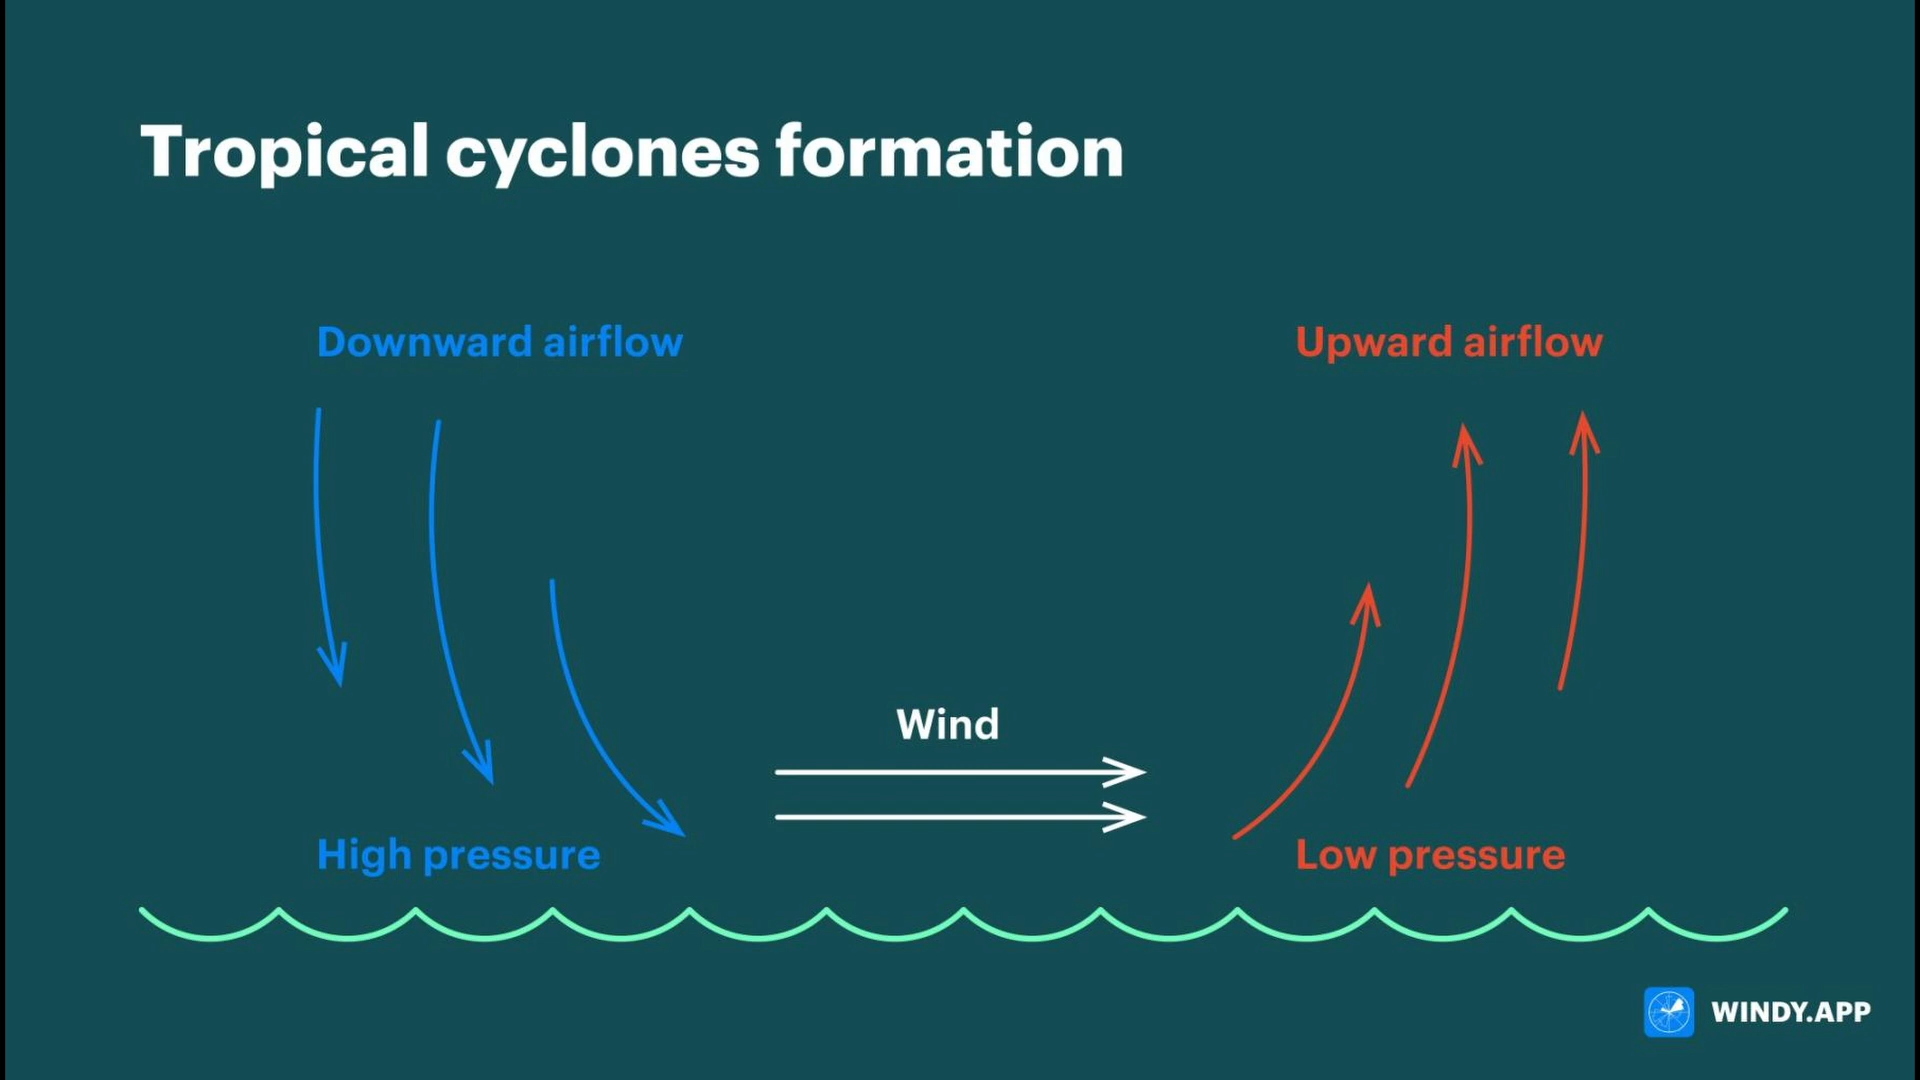 Tropical cyclones formation
Downward airflow
Upward airflow
Wind
High pressure
Low pressure
WINDY.APP